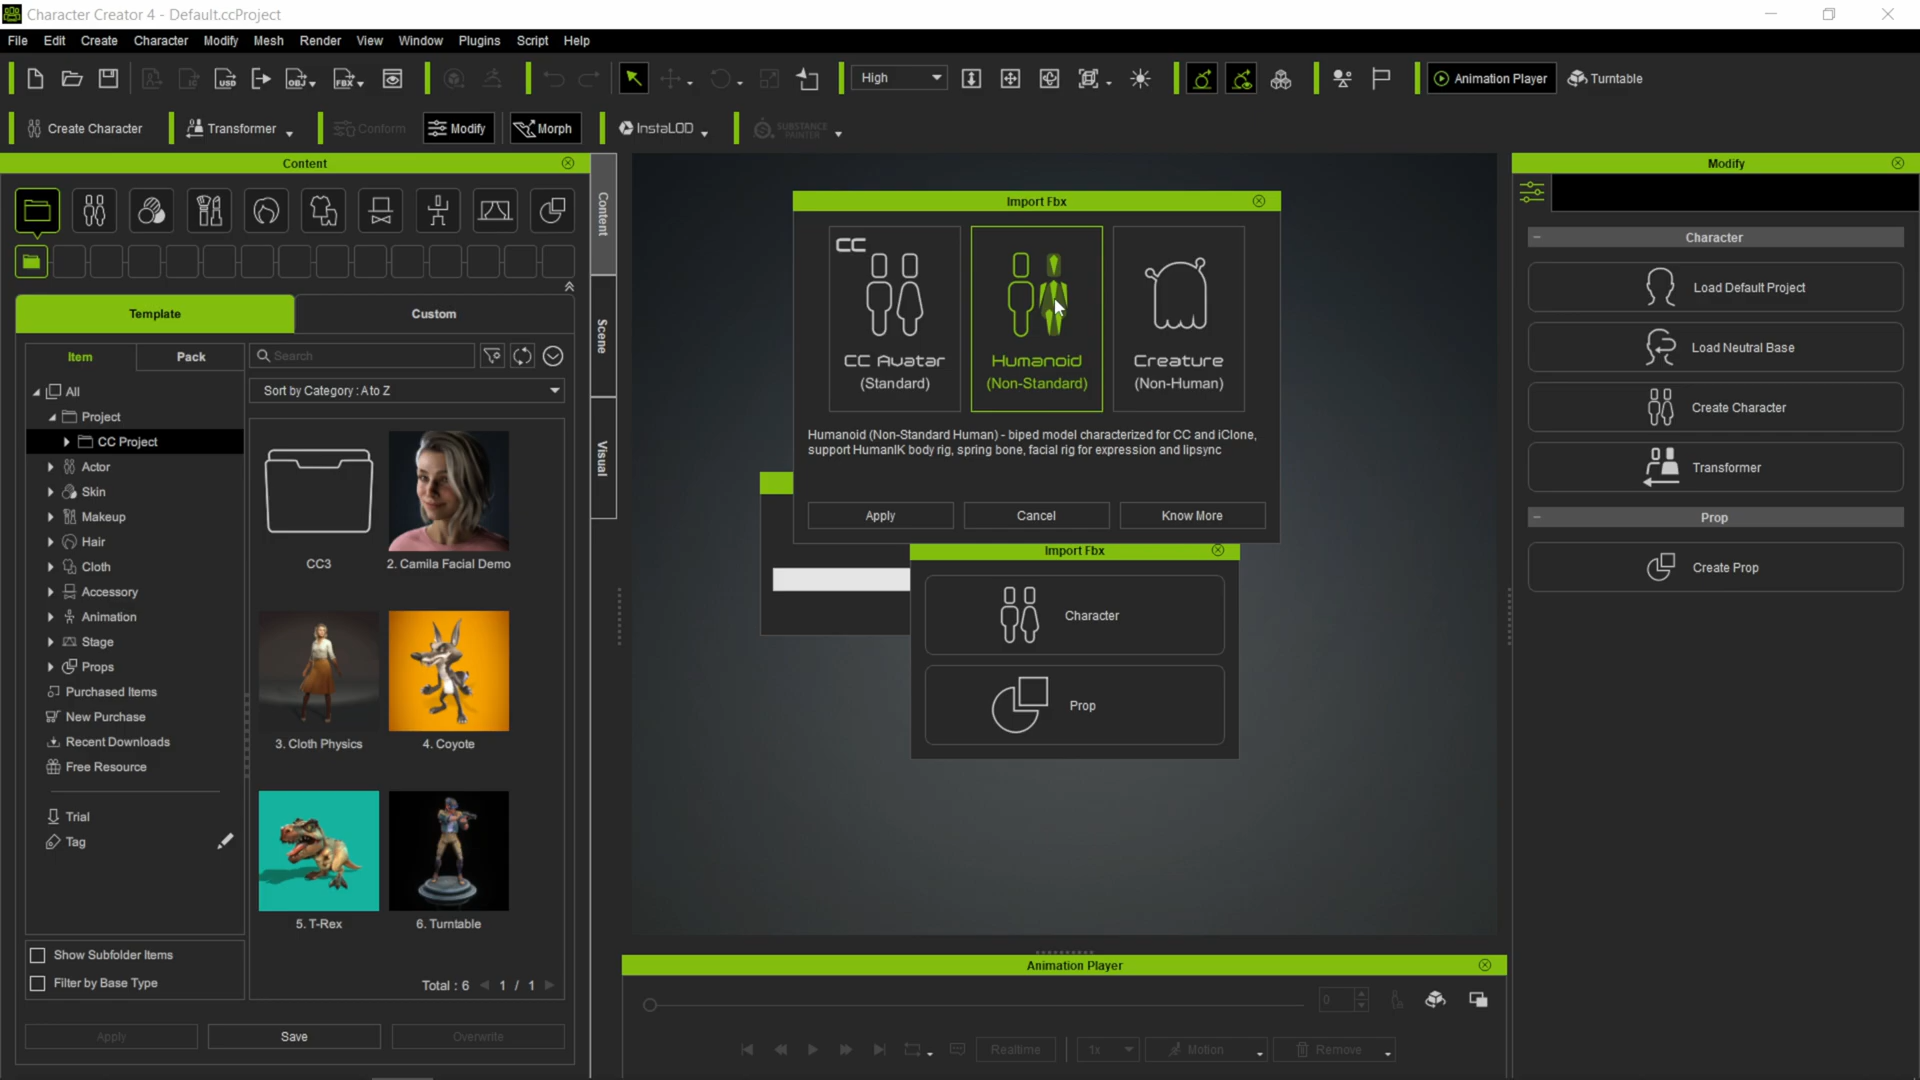 Character Creator 4 - Default.ccProject
File Edit Create Character Modify Mesh Render View Window Plugins Script Help
High
Animation Player
Turntable
Create Character
Transformer
Conform
Modify
Morph
InstaLOD
SUBSTANCE PAINTER
Content
Template
Custom
Item
Pack
Search
Sort by Category : A to Z
All
Project
CC Project
Actor
Skin
Makeup
Hair
Cloth
Accessory
Animation
Stage
Props
Purchased Items
New Purchase
Recent Downloads
Free Resource
Trial
Tag
CC3
2. Camila Facial Demo
3. Cloth Physics
4. Coyote
5. T-Rex
6. Turntable
Show Subfolder Items
Filter by Base Type
Total : 6 1 / 1
Apply
Save
Overwrite
Content
Scene
Visual
Import Fbx
CC
CC Avatar
(Standard)
Humanoid
(Non-Standard)
Creature
(Non-Human)
Humanoid (Non-Standard Human) - biped model characterized for CC and iClone,
support HumanIK body rig, spring bone, facial rig for expression and lipsync
Apply
Cancel
Know More
Import Fbx
Character
Prop
Animation Player
0
Realtime
1x
Motion
Remove
Modify
Character
Load Default Project
Load Neutral Base
Create Character
Transformer
Prop
Create Prop